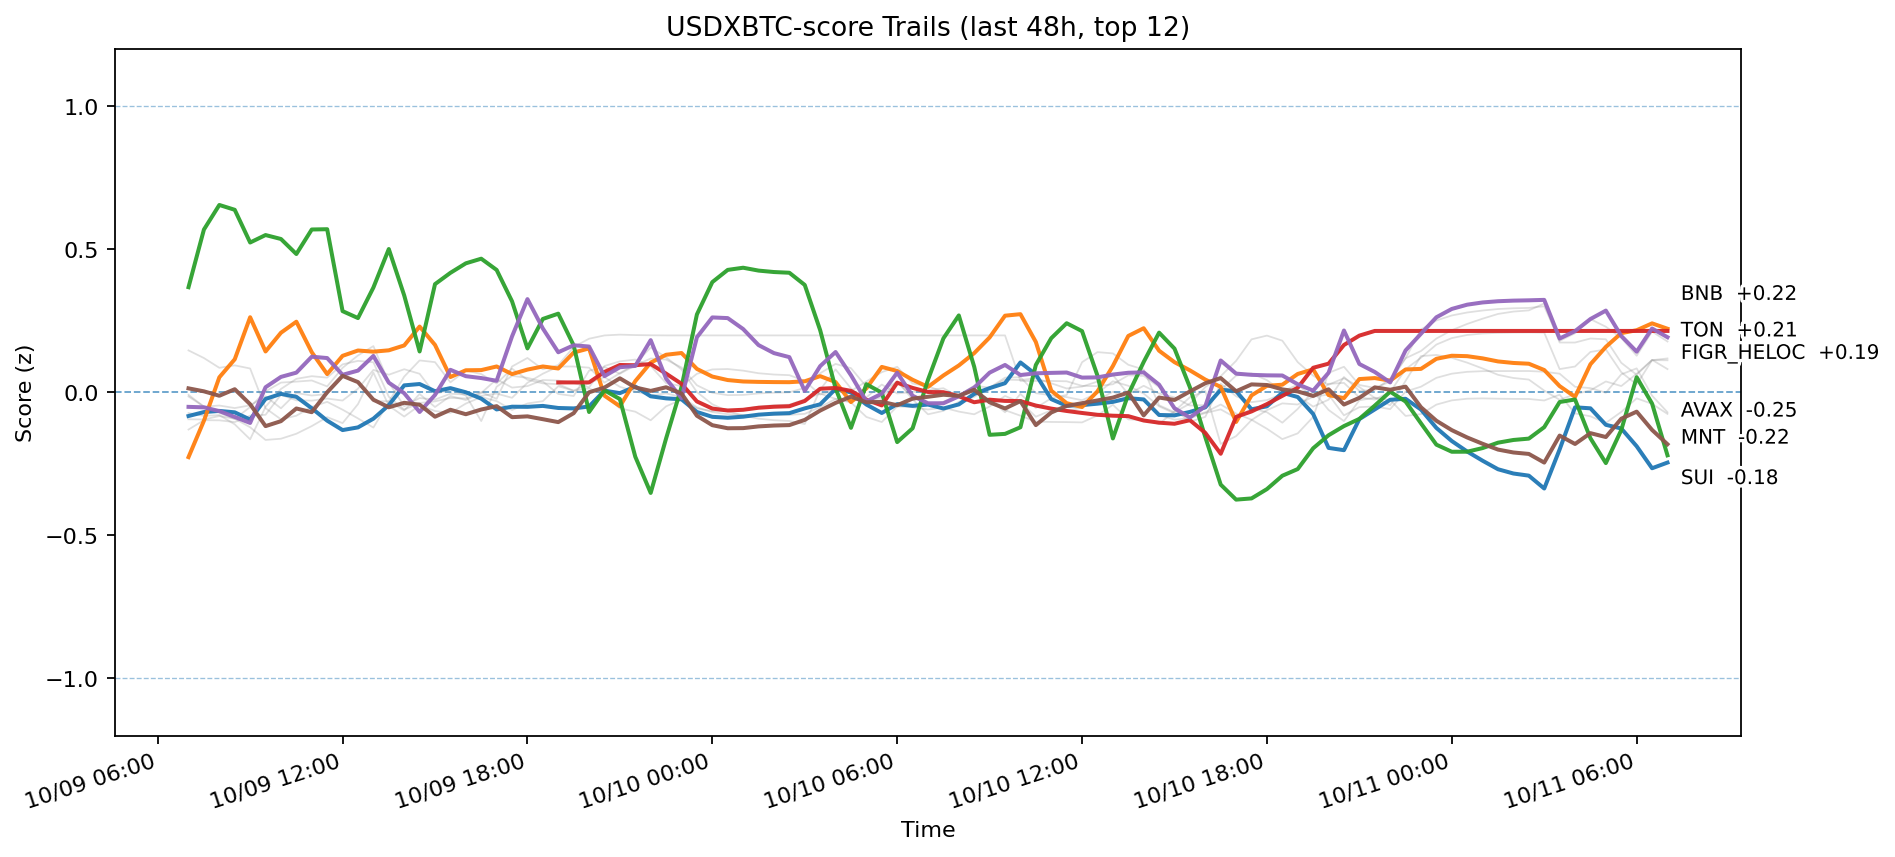 USDXBTC-score Trails (last 48h, top 12)
Score (z)
1.0
0.5
0.0
−0.5
−1.0
BNB +0.22
TON +0.21
FIGR_HELOC +0.19
AVAX -0.25
MNT -0.22
SUI -0.18
10/09 06:00
10/09 12:00
10/09 18:00
10/10 00:00
10/10 06:00
10/10 12:00
10/10 18:00
10/11 00:00
10/11 06:00
Time